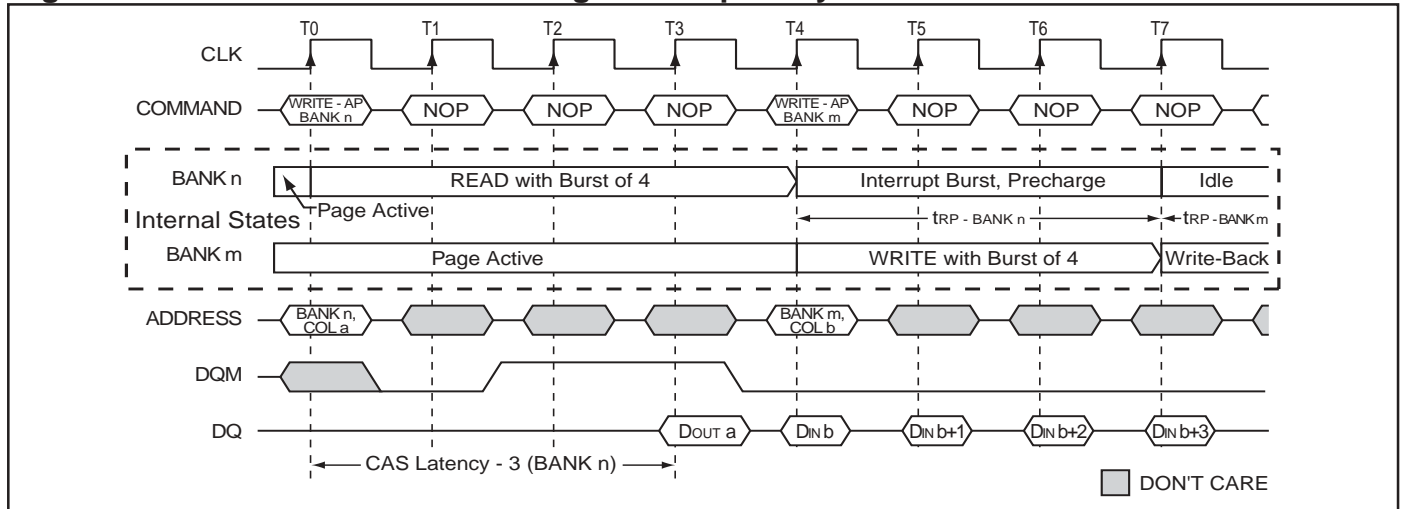 T0 T1 T2 T3 T4 T5 T6 T7
CLK
COMMAND WRITE - AP BANK n NOP NOP NOP WRITE - AP BANK m NOP NOP NOP
BANK n READ with Burst of 4 Interrupt Burst, Precharge Idle
Internal States Page Active tRP - BANK n tRP - BANK m
BANK m Page Active WRITE with Burst of 4 Write-Back
ADDRESS BANK n, COL a BANK m, COL b
DQM
DQ DOUT a DIN b DIN b+1 DIN b+2 DIN b+3
CAS Latency - 3 (BANK n)
DON'T CARE